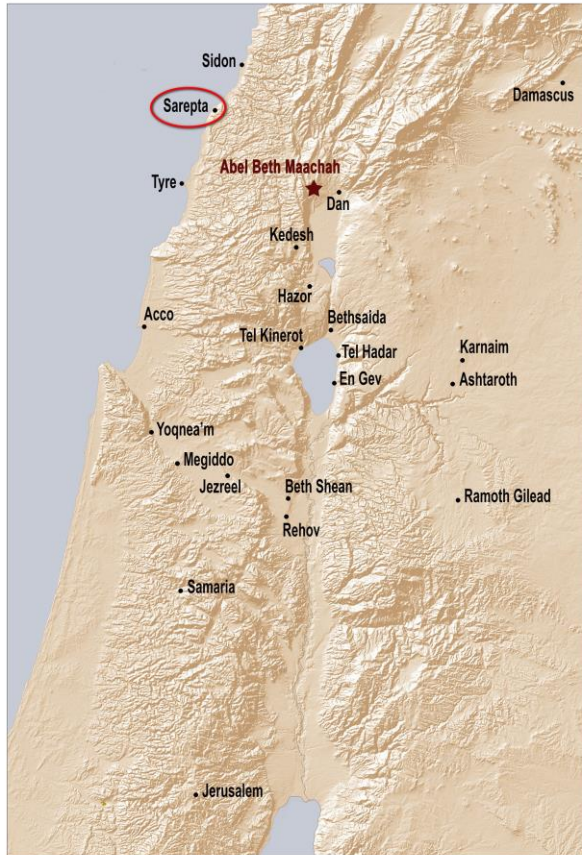 Sidon
Damascus
Sarepta
Abel Beth Maachah
Tyre
Dan
Kedesh
Hazor
Acco
Bethsaida
Tel Kinerot
Tel Hadar
Karnaim
En Gev
Ashtaroth
Yoqnea'm
Megiddo
Jezreel
Beth Shean
Ramoth Gilead
Rehov
Samaria
Jerusalem